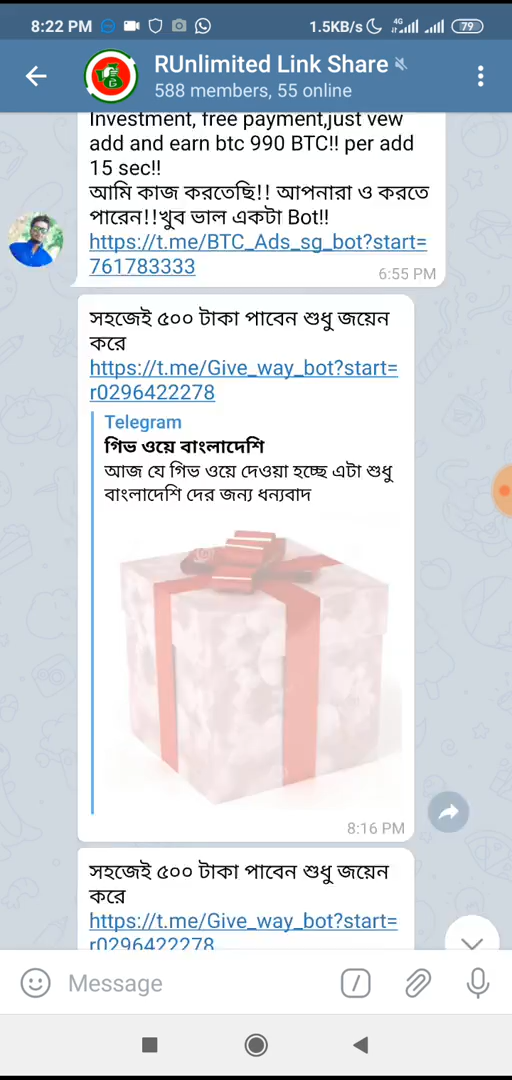 8:22 PM
1.5KB/s
4G
79
RUnlimited Link Share
588 members, 55 online
Investment, free payment,just vew
add and earn btc 990 BTC!! per add
15 sec!!
আমি কাজ করতেছি!! আপনারা ও করতে
পারেন!!খুব ভাল একটা Bot!!
https://t.me/BTC_Ads_sg_bot?start=
761783333
6:55 PM
সহজেই ৫০০ টাকা পাবেন শুধু জয়েন
করে
https://t.me/Give_way_bot?start=
r0296422278
Telegram
গিভ ওয়ে বাংলাদেশি
আজ যে গিভ ওয়ে দেওয়া হচ্ছে এটা শুধু
বাংলাদেশি দের জন্য ধন্যবাদ
8:16 PM
সহজেই ৫০০ টাকা পাবেন শুধু জয়েন
করে
https://t.me/Give_way_bot?start=
r0296422278
Message